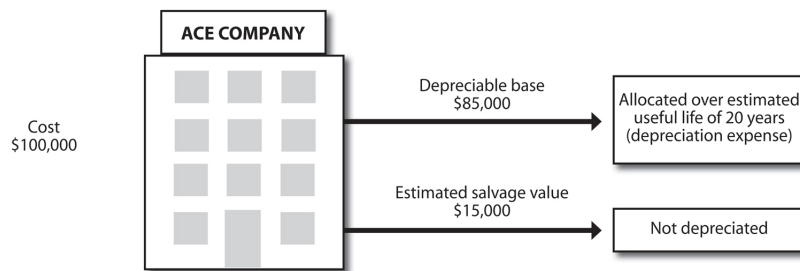 ACE COMPANY
Cost
$100,000
Depreciable base
$85,000
Allocated over estimated
useful life of 20 years
(depreciation expense)
Estimated salvage value
$15,000
Not depreciated